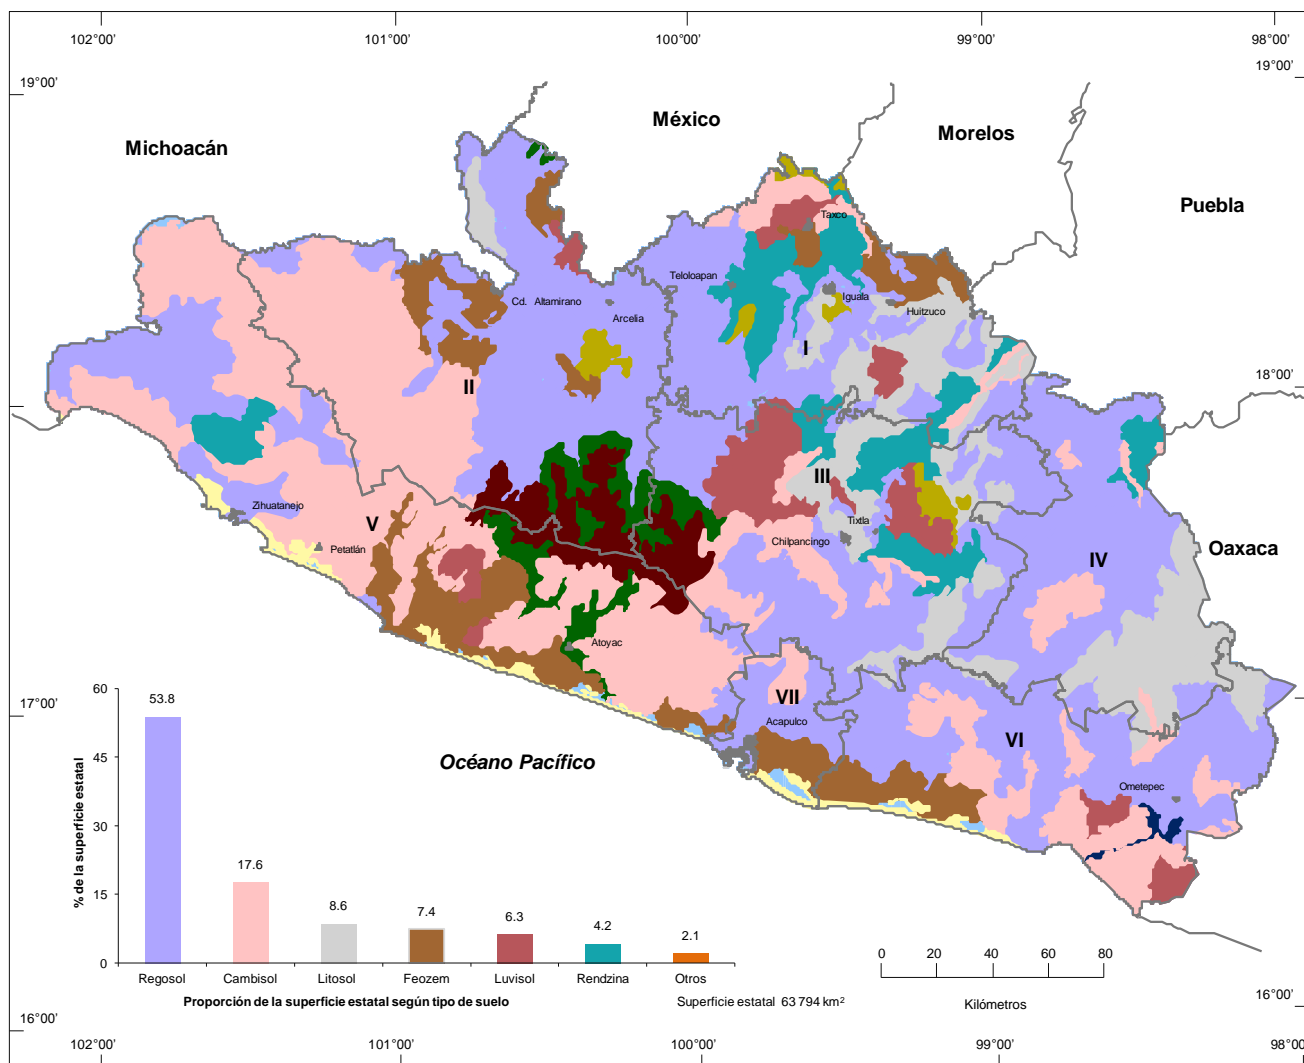 102°00’ 101°00’ 100°00’ 99°00’ 98°00’
19°00’ 19°00’
México
Morelos
Michoacán
Puebla
Taxco
Teloloapan
Cd. Altamirano
Iguala
Arcelia
Huitzuco
I
II
18°00’
III
Zihuatanejo
V
Tixtla
Petatlán
Chilpancingo
Oaxaca
IV
Atoyac
VII
Acapulco
VI
17°00’ 17°00’
Océano Pacífico
Ometepec
% de la superficie estatal
60
45
30
15
0
53.8
17.6
8.6
7.4
6.3
4.2
2.1
Regosol Cambisol Litosol Feozem Luvisol Rendzina Otros
Proporción de la superficie estatal según tipo de suelo
Superficie estatal 63 794 km²
0 20 40 60 80
Kilómetros
16°00’ 16°00’
102°00’ 101°00’ 100°00’ 99°00’ 98°00’